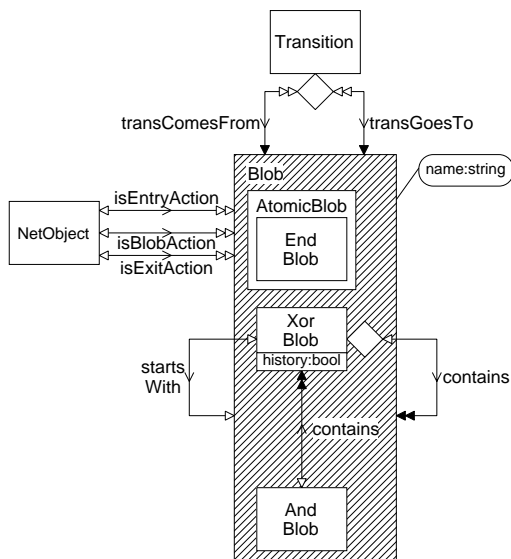 Transition
transComesFrom
transGoesTo
Blob
name:string
isEntryAction
AtomicBlob
NetObject
End
Blob
isBlobAction
isExitAction
Xor
Blob
history:bool
starts
With
contains
contains
And
Blob